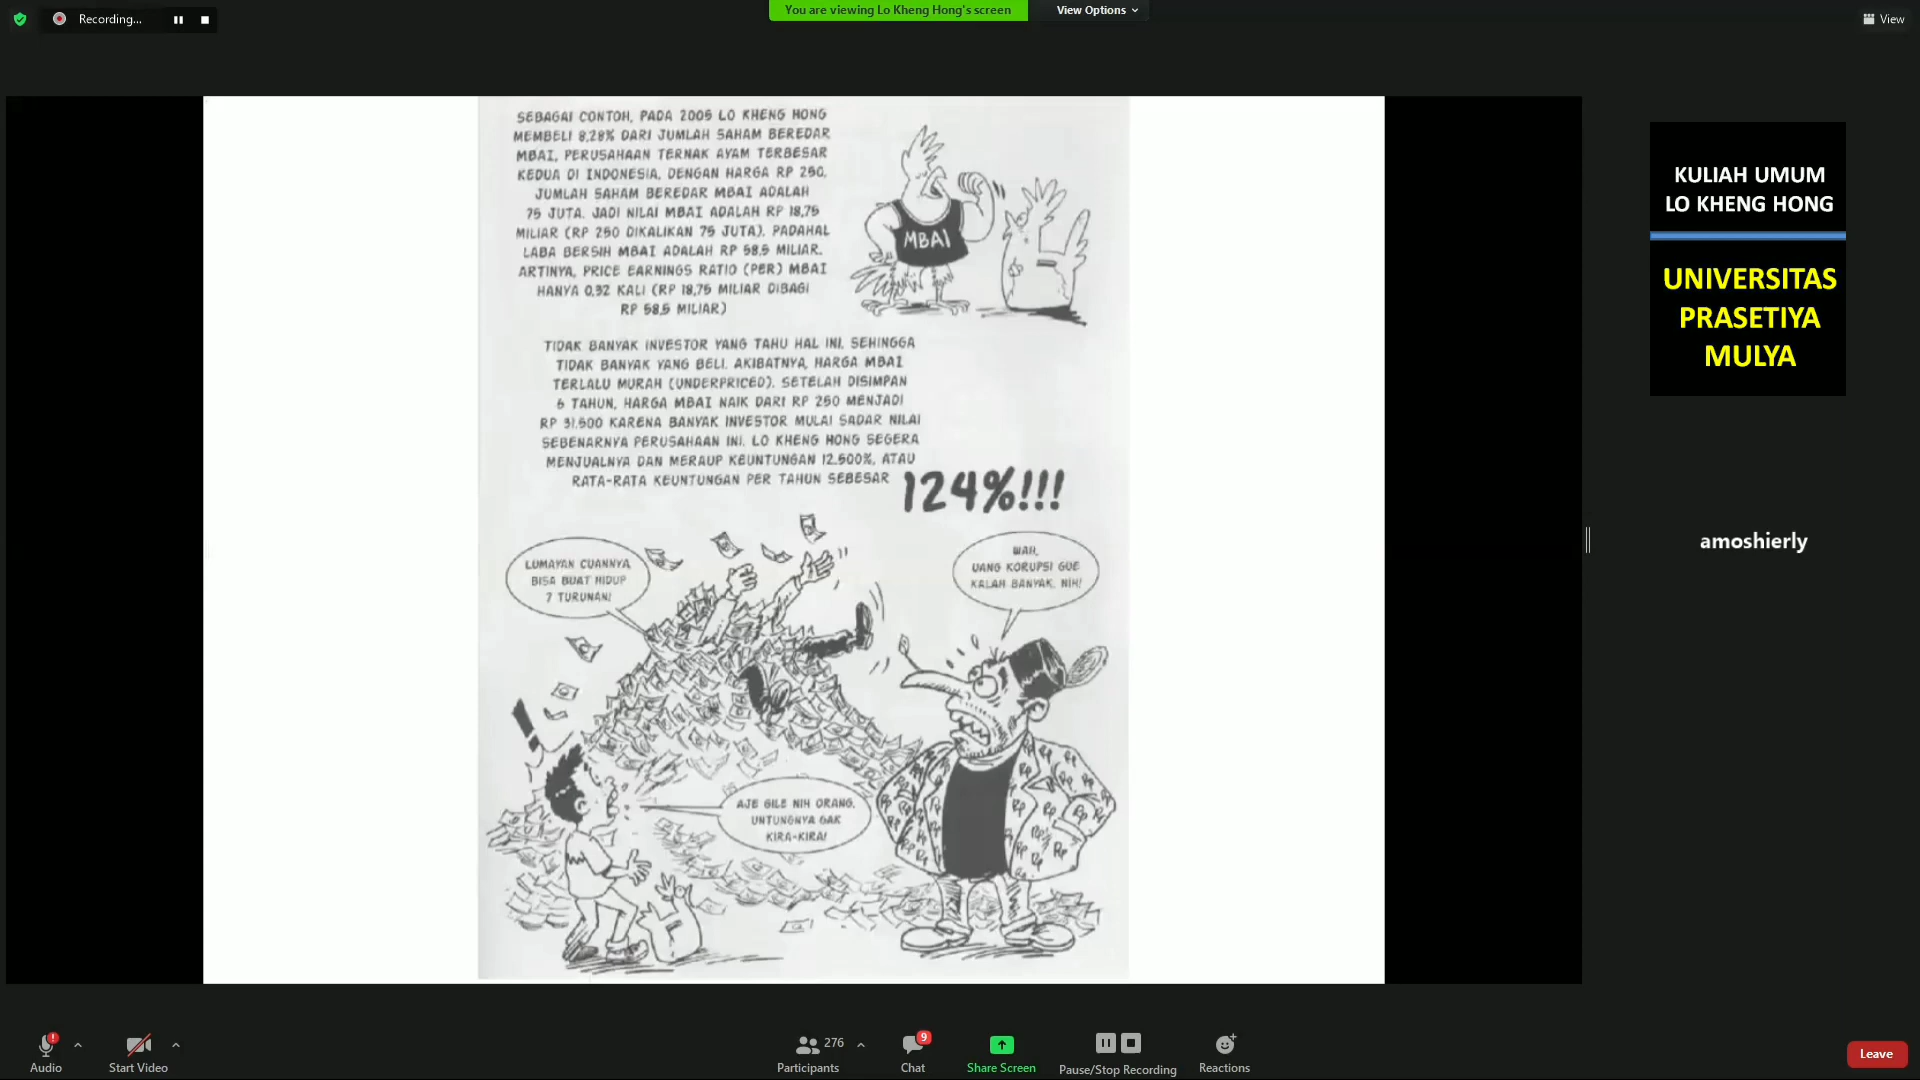 Recording...
You are viewing Lo Kheng Hong's screen
View Options
View
SEBAGAI CONTOH, PADA 2005 LO KHENG HONG
MEMBELI 8,28% DARI JUMLAH SAHAM BEREDAR
MBAI, PERUSAHAAN TERNAK AYAM TERBESAR
KEDUA DI INDONESIA, DENGAN HARGA RP 250.
JUMLAH SAHAM BEREDAR MBAI ADALAH
75 JUTA. JADI NILAI MBAI ADALAH RP 18,75
MILIAR (RP 250 DIKALIKAN 75 JUTA). PADAHAL
LABA BERSIH MBAI ADALAH RP 58,5 MILIAR.
ARTINYA, PRICE EARNINGS RATIO (PER) MBAI
HANYA 0,32 KALI (RP 18,75 MILIAR DIBAGI
RP 58,5 MILIAR)
MBAI
TIDAK BANYAK INVESTOR YANG TAHU HAL INI, SEHINGGA
TIDAK BANYAK YANG BELI. AKIBATNYA, HARGA MBAI
TERLALU MURAH (UNDERPRICED). SETELAH DISIMPAN
6 TAHUN, HARGA MBAI NAIK DARI RP 250 MENJADI
RP 31.500 KARENA BANYAK INVESTOR MULAI SADAR NILAI
SEBENARNYA PERUSAHAAN INI. LO KHENG HONG SEGERA
MENJUALNYA DAN MERAUP KEUNTUNGAN 12.500%, ATAU
RATA-RATA KEUNTUNGAN PER TAHUN SEBESAR 124%!!!
LUMAYAN CUANNYA,
BISA BUAT HIDUP
7 TURUNAN!
WAH,
UANG KORUPSI GUE
KALAH BANYAK, NIH!
AJE GILE NIH ORANG,
UNTUNGNYA GAK
KIRA-KIRA!
KULIAH UMUM
LO KHENG HONG
UNIVERSITAS
PRASETIYA
MULYA
amoshierly
Audio
Start Video
276
Participants
9
Chat
Share Screen
Pause/Stop Recording
Reactions
Leave